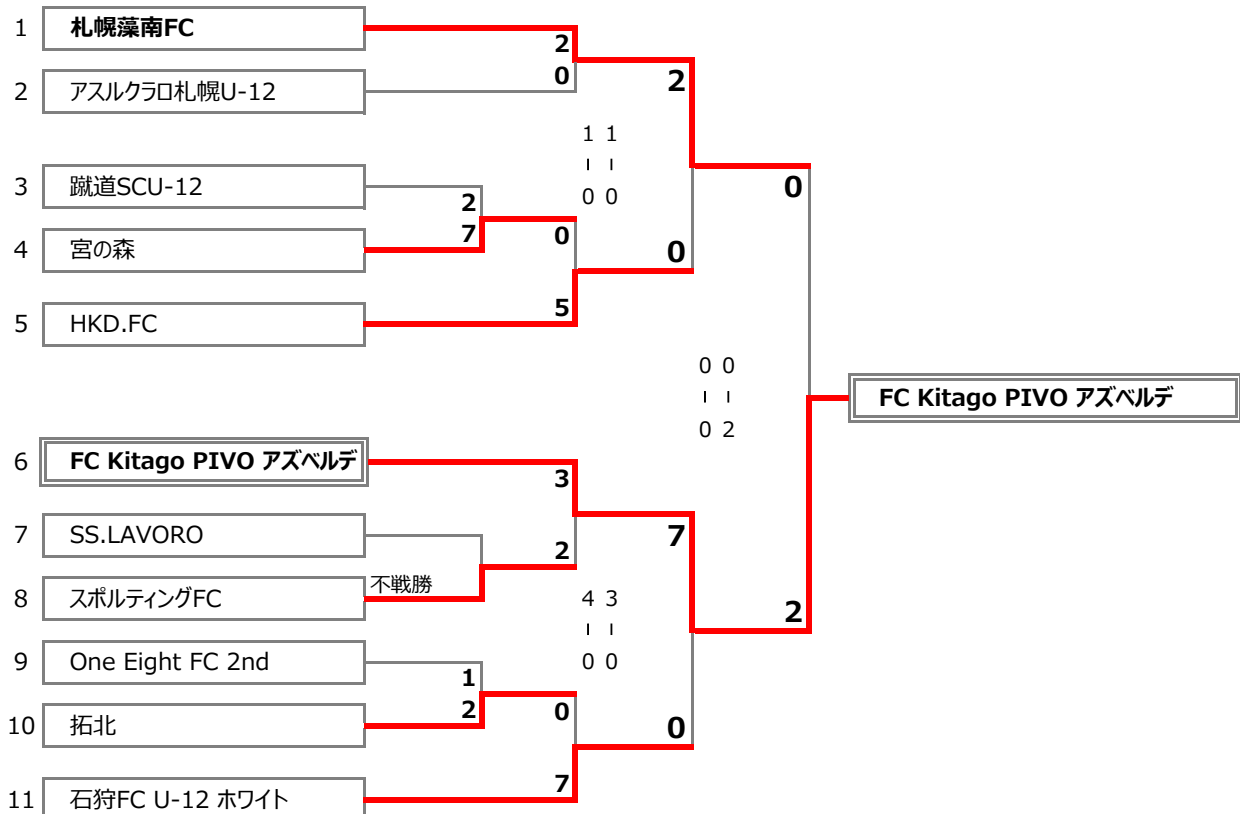 1 札幌藻南FC
2
0
2 アスルクラロ札幌U-12
2
1 1
ー ー
0 0
3 蹴道SCU-12
2
0
7
4 宮の森
0
0
5
5 HKD.FC
0 0
ー ー
0 2
FC Kitago PIVO アズベルデ
6 FC Kitago PIVO アズベルデ
3
7 SS.LAVORO
7
2
不戦勝
8 スポルティングFC
4 3
ー ー
0 0
2
9 One Eight FC 2nd
1
2
10 拓北
0
0
7
11 石狩FC U-12 ホワイト